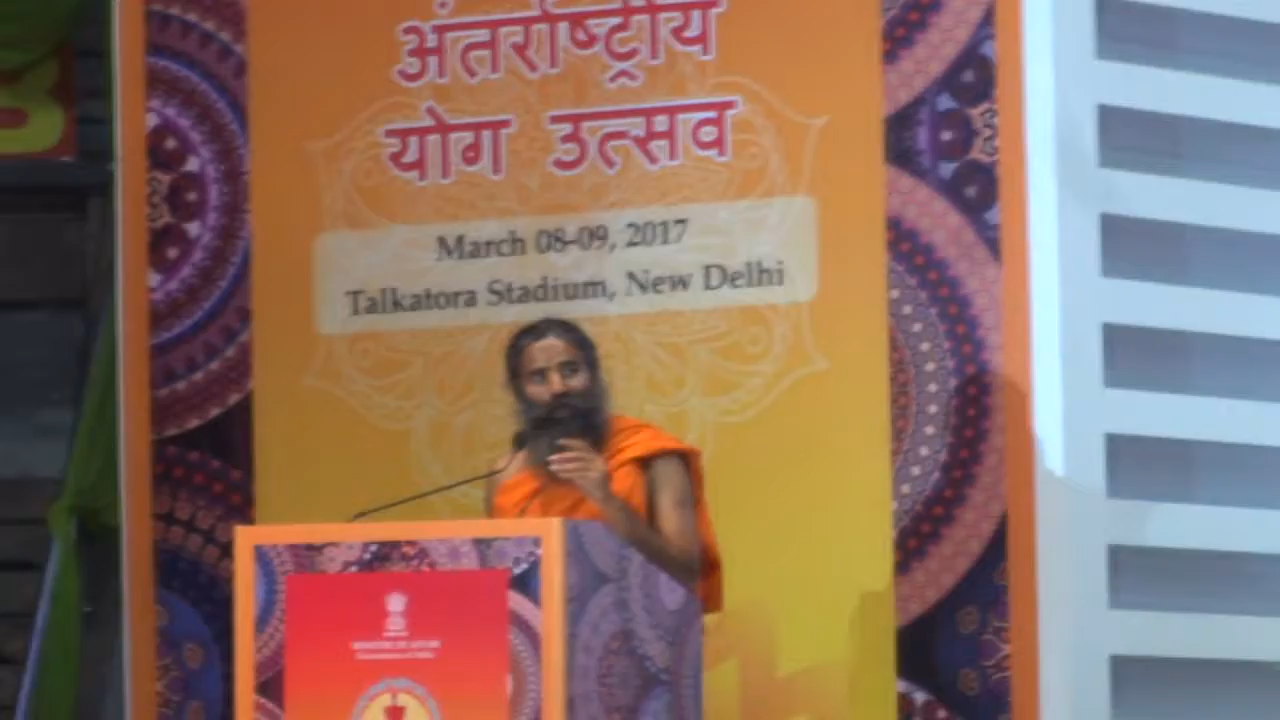 अंतर्राष्ट्रीय
योग उत्सव
March 08-09, 2017
Talkatora Stadium, New Delhi